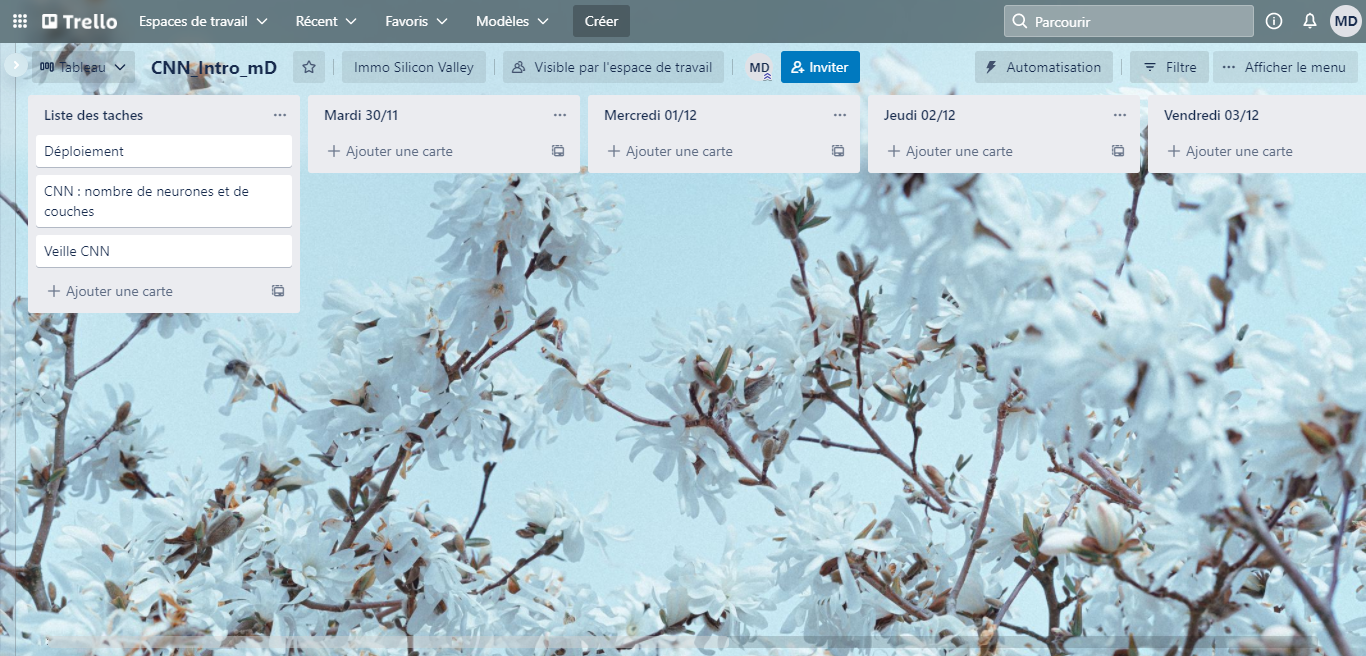 Trello Espaces de travail Récent Favoris Modèles Créer Parcourir MD
Tableau CNN_Intro_mD Immo Silicon Valley Visible par l'espace de travail MD Inviter Automatisation Filtre Afficher le menu
Liste des taches
Déploiement
CNN : nombre de neurones et de
couches
Veille CNN
Ajouter une carte
Mardi 30/11
Ajouter une carte
Mercredi 01/12
Ajouter une carte
Jeudi 02/12
Ajouter une carte
Vendredi 03/12
Ajouter une carte